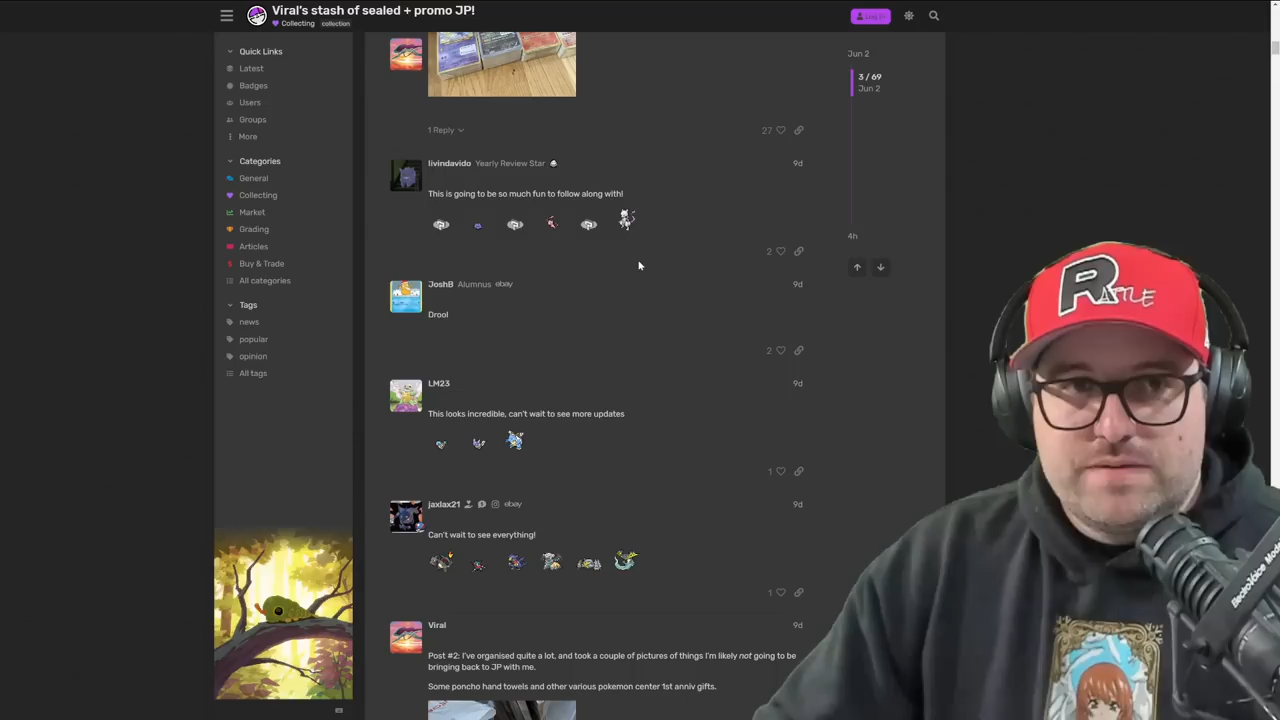 Viral's stash of sealed + promo JP!
Collecting collection
Log In
Quick Links
Latest
Badges
Users
Groups
More
Categories
General
Collecting
Market
Grading
Articles
Buy & Trade
All categories
Tags
news
popular
opinion
All tags
1 Reply
27
livindavido Yearly Review Star
9d
This is going to be so much fun to follow along with!
2
JoshB Alumnus ebay
9d
Drool
2
LM23
9d
This looks incredible, can't wait to see more updates
1
jaxlax21 ebay
9d
Can't wait to see everything!
1
Viral
9d
Post #2: I've organised quite a lot, and took a couple of pictures of things I'm likely not going to be
bringing back to JP with me.
Some poncho hand towels and other various pokemon center 1st anniv gifts.
Jun 2
3 / 69
Jun 2
4h
RATTLE
ElectroVoice